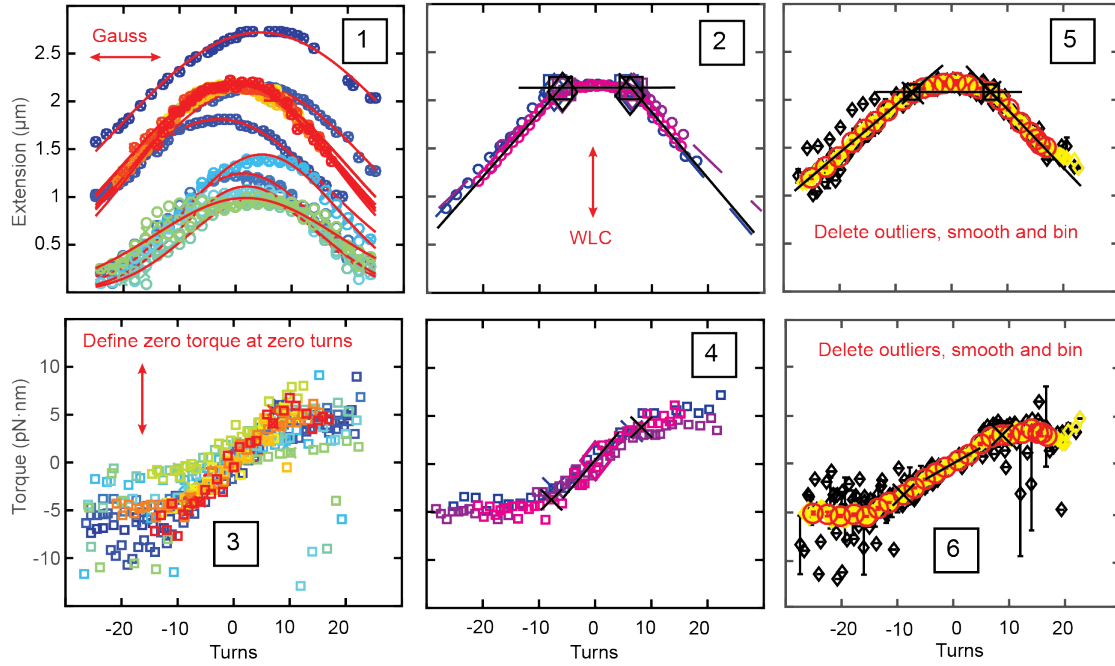 Gauss
1
2
5
2.5
2
1.5
1
0.5
Extension (µm)
WLC
Delete outliers, smooth and bin
Define zero torque at zero turns
4
Delete outliers, smooth and bin
10
5
0
-5
-10
Torque (pN·nm)
3
6
-20 -10 0 10 20
-20 -10 0 10 20
-20 -10 0 10 20
Turns
Turns
Turns